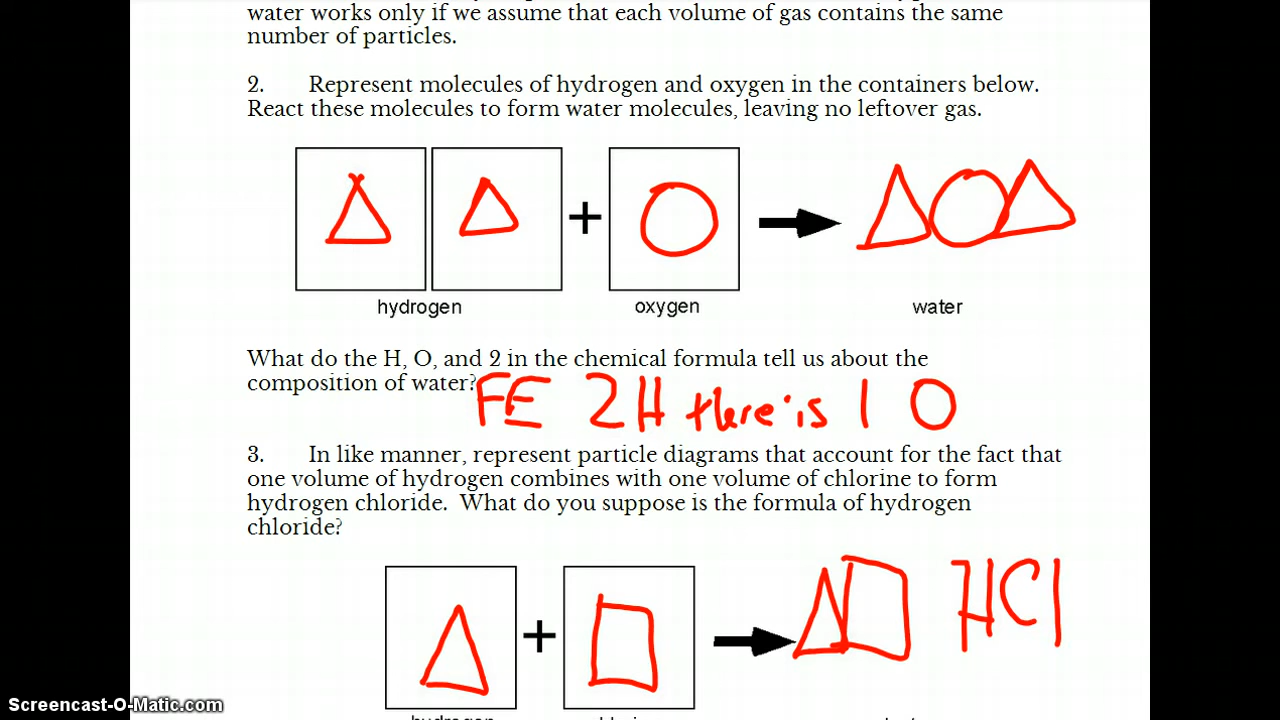 water works only if we assume that each volume of gas contains the same
number of particles.
2. Represent molecules of hydrogen and oxygen in the containers below.
React these molecules to form water molecules, leaving no leftover gas.
+
hydrogen oxygen water
What do the H, O, and 2 in the chemical formula tell us about the
composition of water?
FE 2H there is 1 O
3. In like manner, represent particle diagrams that account for the fact that
one volume of hydrogen combines with one volume of chlorine to form
hydrogen chloride. What do you suppose is the formula of hydrogen
chloride?
+ HCl
Screencast-O-Matic.com